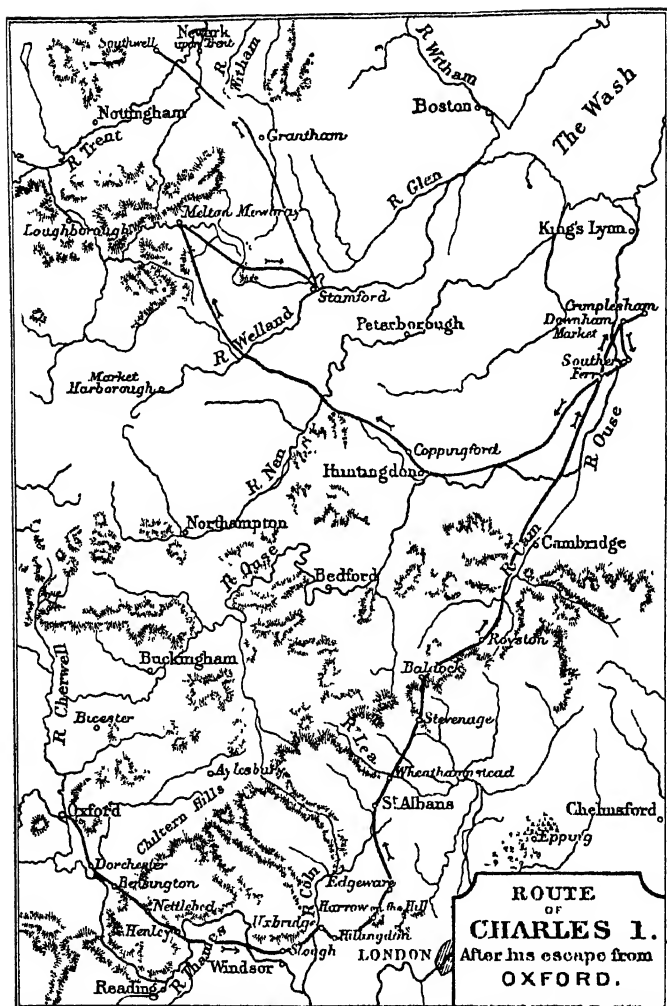 Newark
upon Trent
Southwell
R Witham
R Witham
Boston
The Wash
Nottingham
R Trent
Grantham
R Glen
Melton Mowbray
Loughborough
King's Lynn
Stamford
Crimplesham
Downham
Market
R Welland
Peterborough
Southery
Ferry
Market
Harborough
R Ouse
Coppingford
Huntingdon
R Nen
Northampton
R Cam
Cambridge
R Ouse
Bedford
Royston
Buckingham
Baldock
R Cherwell
Stevenage
Bicester
R Lea
Aylesbury
Wheathampstead
Chiltern Hills
St Albans
Chelmsford
Oxford
Epping
Dorchester
Bensington
R Coln
Edgeware
Nettlebed
Uxbridge
Harrow on the Hill
Henley
Hillingdon
R Thames
Slough
LONDON
Windsor
Reading
ROUTE
OF
CHARLES 1.
After his escape from
OXFORD.